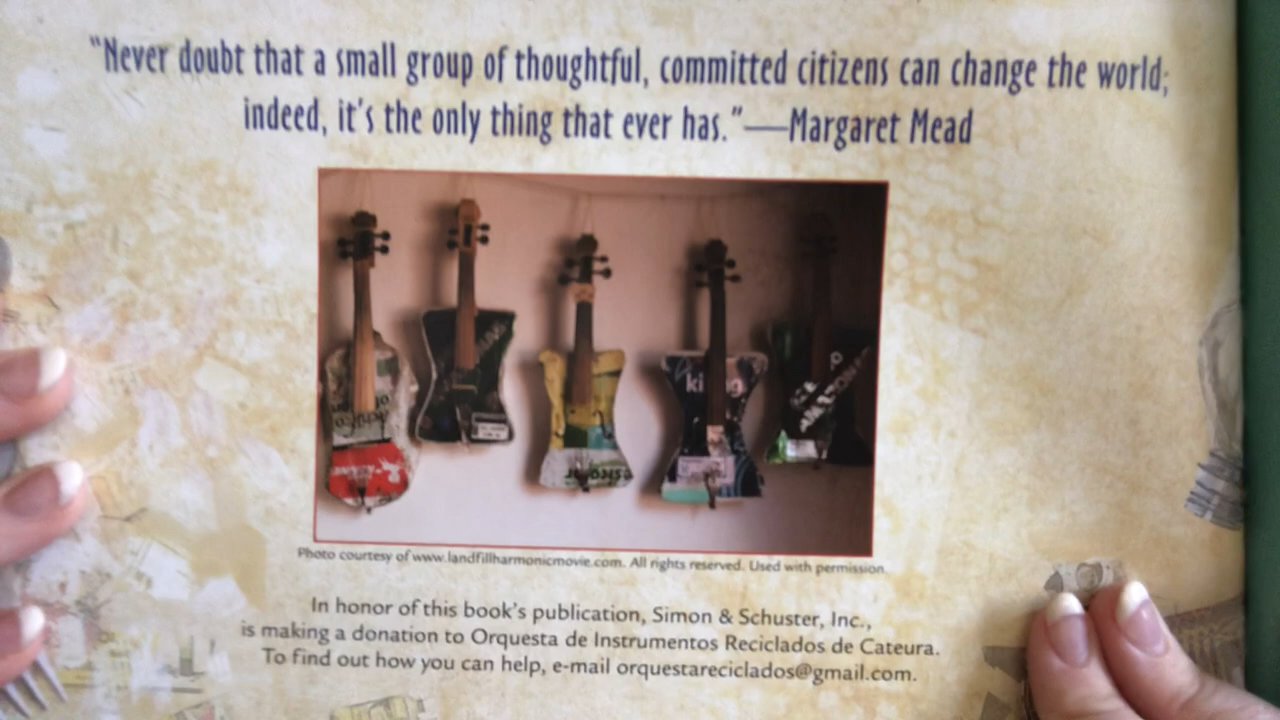 “Never doubt that a small group of thoughtful, committed citizens can change the world;
indeed, it’s the only thing that ever has.”—Margaret Mead
ki g
Photo courtesy of www.landfillharmonicmovie.com. All rights reserved. Used with permission.
In honor of this book’s publication, Simon & Schuster, Inc.,
is making a donation to Orquesta de Instrumentos Reciclados de Cateura.
To find out how you can help, e-mail orquestareciclados@gmail.com.